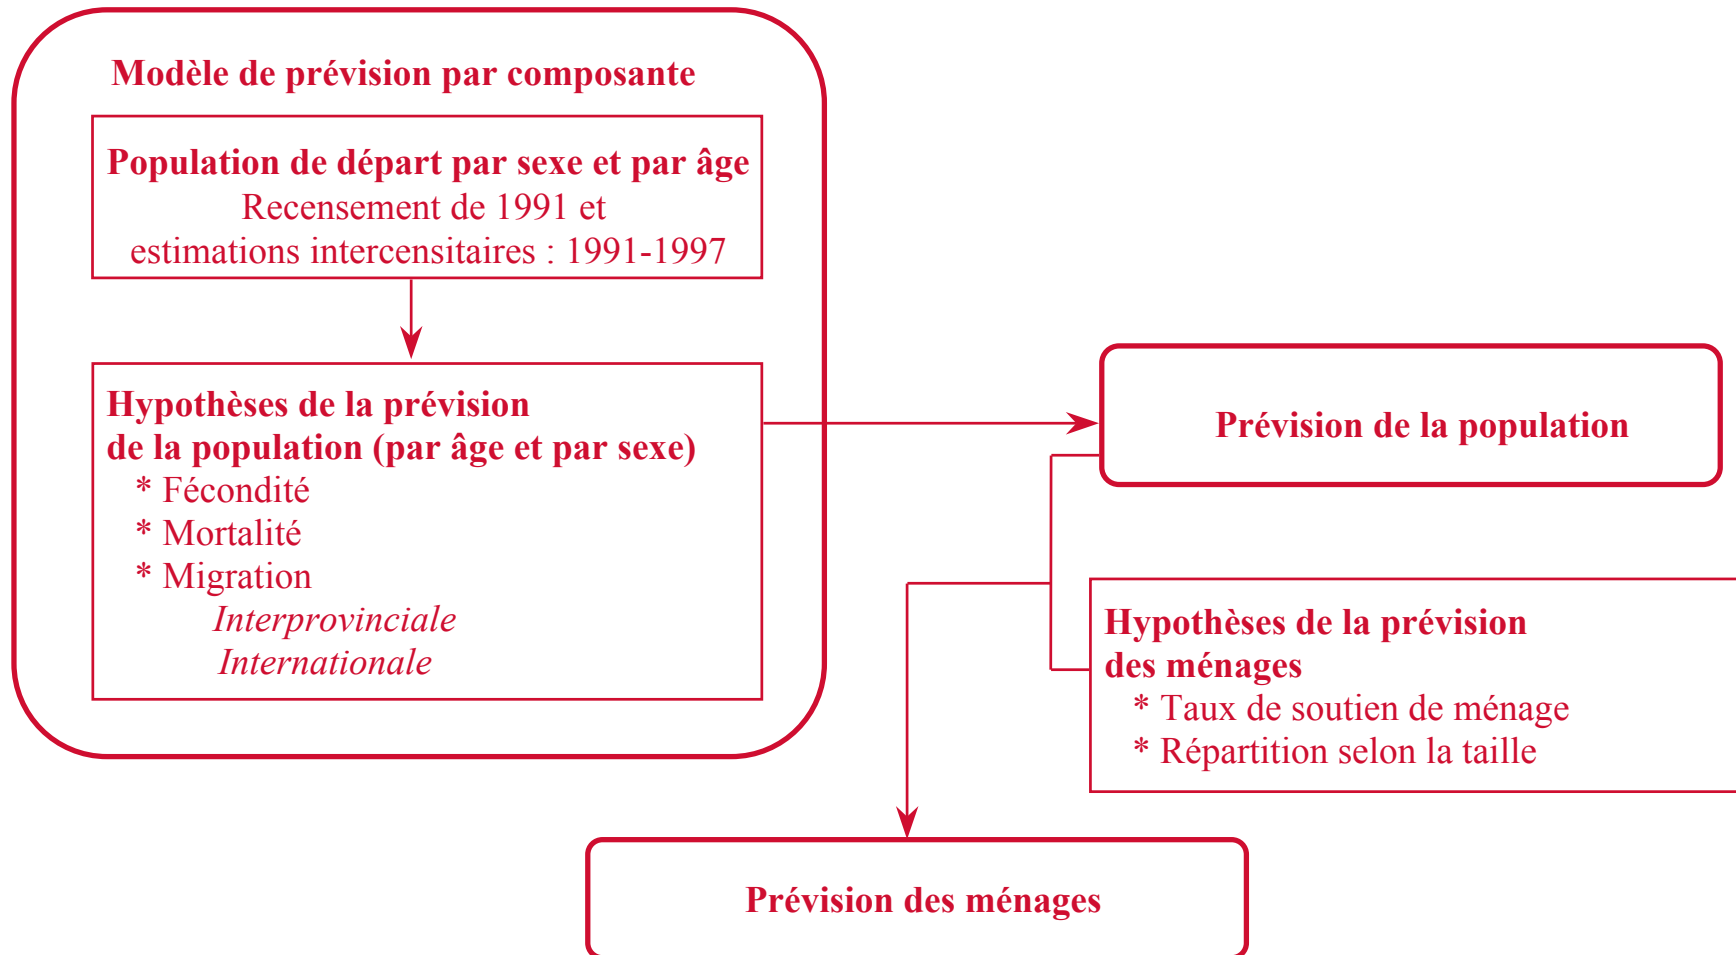 Modèle de prévision par composante
Population de départ par sexe et par âge
Recensement de 1991 et
estimations intercensitaires : 1991-1997
Hypothèses de la prévision
de la population (par âge et par sexe)
* Fécondité
* Mortalité
* Migration
Interprovinciale
Internationale
Prévision de la population
Hypothèses de la prévision
des ménages
* Taux de soutien de ménage
* Répartition selon la taille
Prévision des ménages